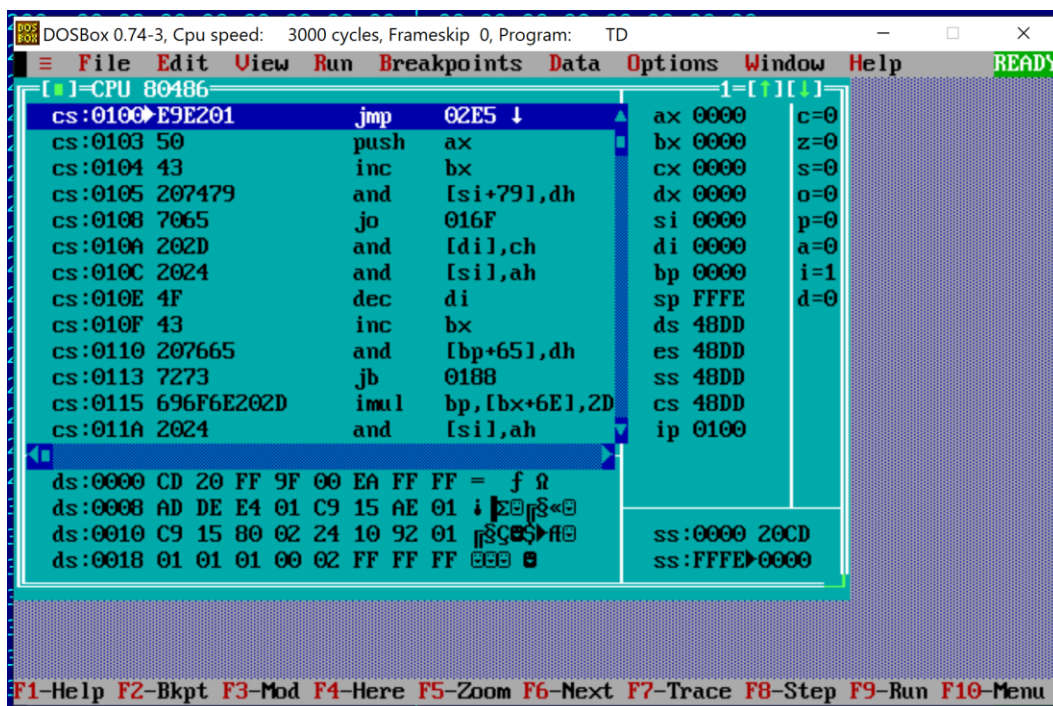 DOSBox 0.74-3, Cpu speed: 3000 cycles, Frameskip 0, Program: TD
≡ File Edit View Run Breakpoints Data Options Window Help READY
[■]=CPU 80486 1=[↑][↓]
cs:0100►E9E201 jmp 02E5 ↓ ax 0000 c=0
cs:0103 50 push ax bx 0000 z=0
cs:0104 43 inc bx cx 0000 s=0
cs:0105 207479 and [si+79],dh dx 0000 o=0
cs:0108 7065 jo 016F si 0000 p=0
cs:010A 202D and [di],ch di 0000 a=0
cs:010C 2024 and [si],ah bp 0000 i=1
cs:010E 4F dec di sp FFFE d=0
cs:010F 43 inc bx ds 48DD
cs:0110 207665 and [bp+65],dh es 48DD
cs:0113 7273 jb 0188 ss 48DD
cs:0115 696F6E202D imul bp,[bx+6E],2D cs 48DD
cs:011A 2024 and [si],ah ip 0100
ds:0000 CD 20 FF 9F 00 EA FF FF = ƒ Ω
ds:0008 AD DE E4 01 C9 15 AE 01 ¡▐Σ☺╔§«☺
ds:0010 C9 15 80 02 24 10 92 01 ╔§Ç☻$►Æ☺ ss:0000 20CD
ds:0018 01 01 01 00 02 FF FF FF ☺☺☺ ☻ ss:FFFE►0000
F1-Help F2-Bkpt F3-Mod F4-Here F5-Zoom F6-Next F7-Trace F8-Step F9-Run F10-Menu